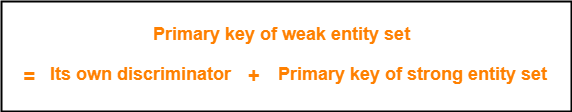 Primary key of weak entity set
= Its own discriminator + Primary key of strong entity set